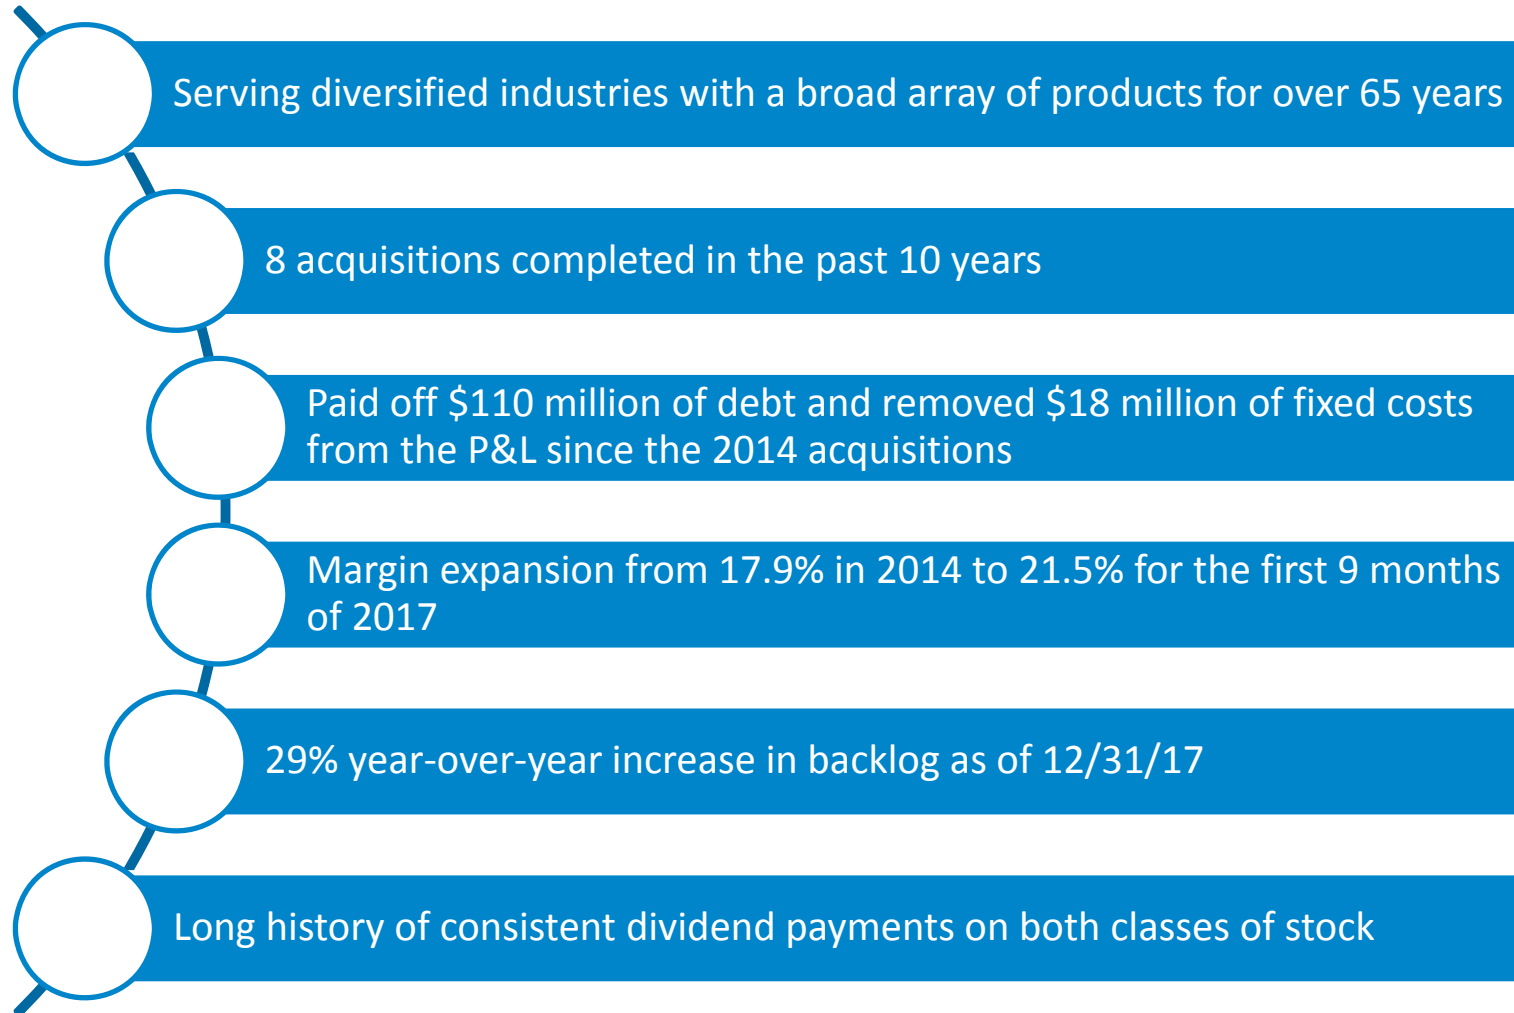 Serving diversified industries with a broad array of products for over 65 years
8 acquisitions completed in the past 10 years
Paid off $110 million of debt and removed $18 million of fixed costs
from the P&L since the 2014 acquisitions
Margin expansion from 17.9% in 2014 to 21.5% for the first 9 months
of 2017
29% year-over-year increase in backlog as of 12/31/17
Long history of consistent dividend payments on both classes of stock